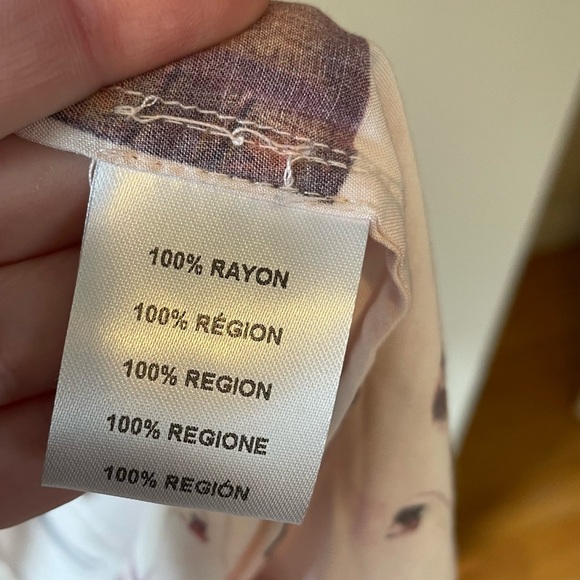 100% RAYON
100% RÉGION
100% REGION
100% REGIONE
100% REGIÓN